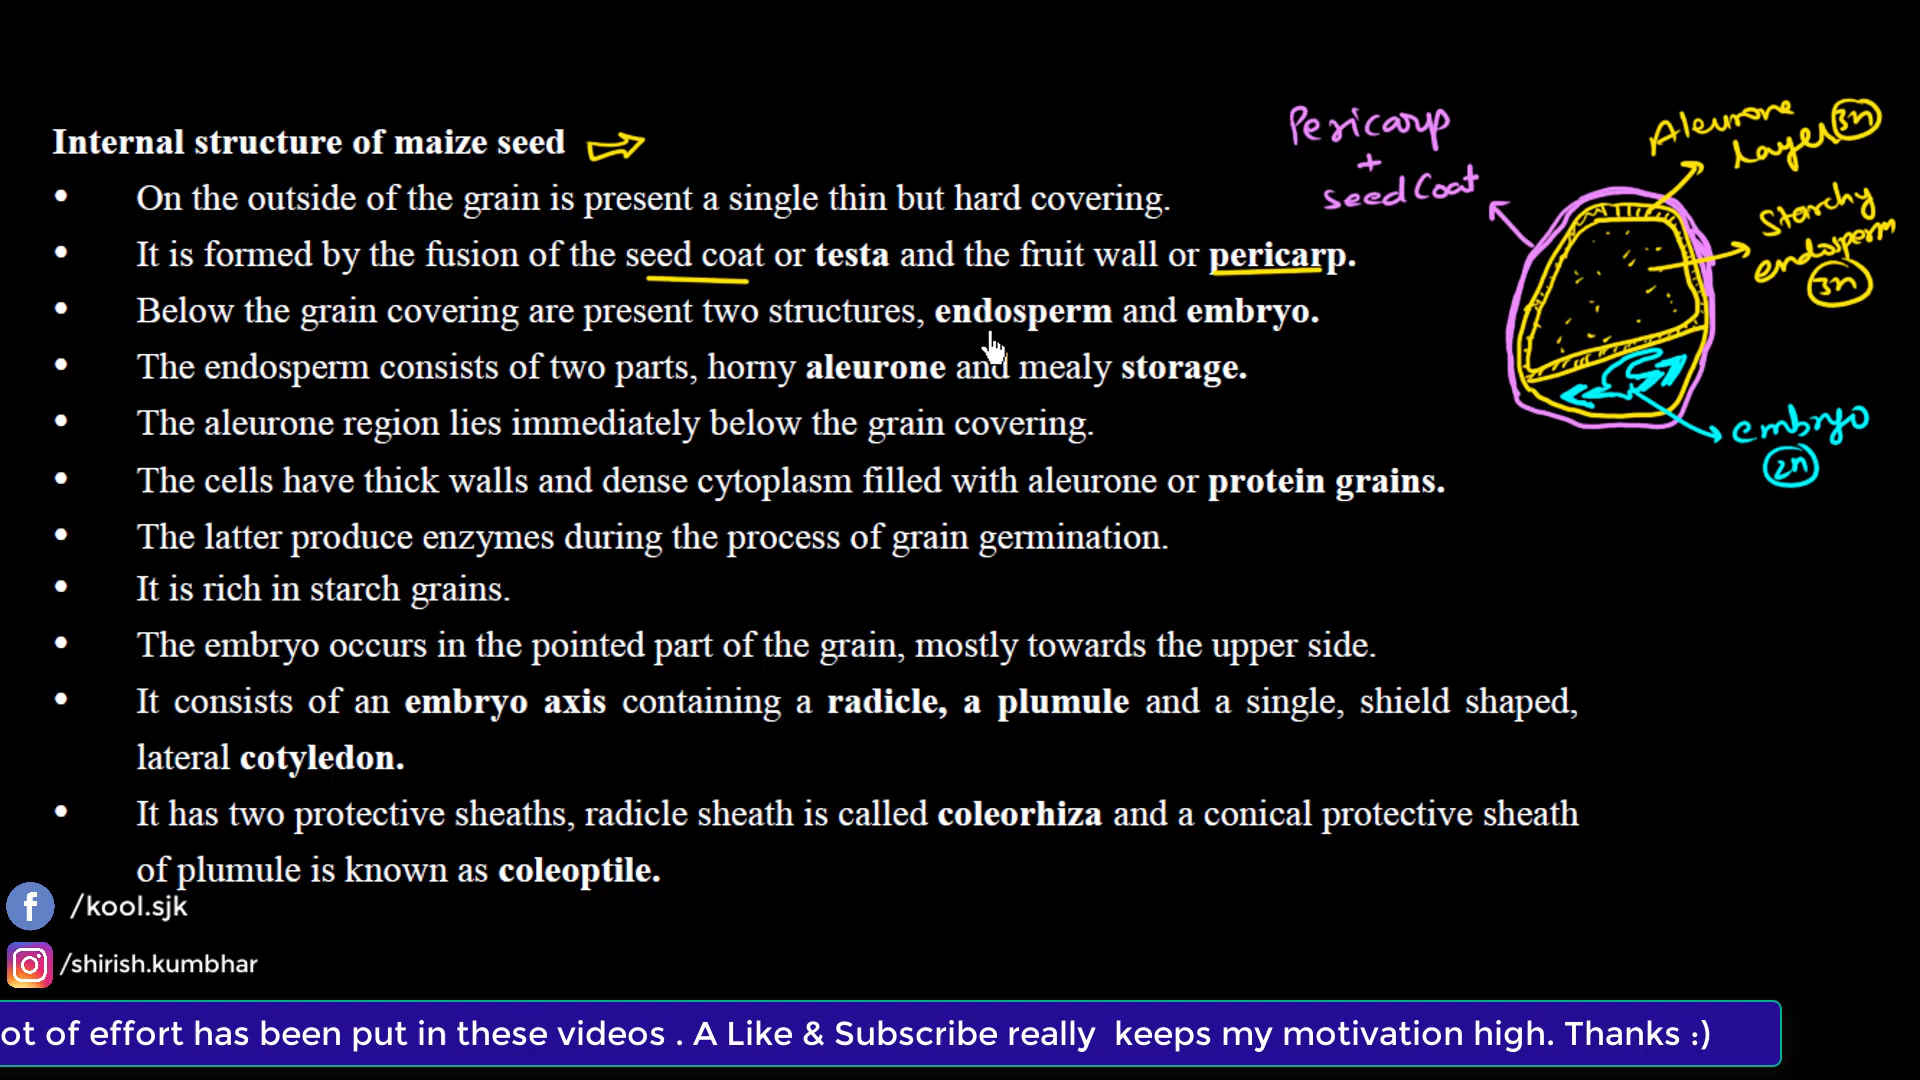 Internal structure of maize seed
• On the outside of the grain is present a single thin but hard covering.
• It is formed by the fusion of the seed coat or testa and the fruit wall or pericarp.
• Below the grain covering are present two structures, endosperm and embryo.
• The endosperm consists of two parts, horny aleurone and mealy storage.
• The aleurone region lies immediately below the grain covering.
• The cells have thick walls and dense cytoplasm filled with aleurone or protein grains.
• The latter produce enzymes during the process of grain germination.
• It is rich in starch grains.
• The embryo occurs in the pointed part of the grain, mostly towards the upper side.
• It consists of an embryo axis containing a radicle, a plumule and a single, shield shaped,
lateral cotyledon.
• It has two protective sheaths, radicle sheath is called coleorhiza and a conical protective sheath
of plumule is known as coleoptile.
Pericarp
+
Seed Coat
Aleurone
Layer 3n
Starchy
endosperm
3n
embryo
2n
/kool.sjk
/shirish.kumbhar
ot of effort has been put in these videos . A Like & Subscribe really keeps my motivation high. Thanks :)